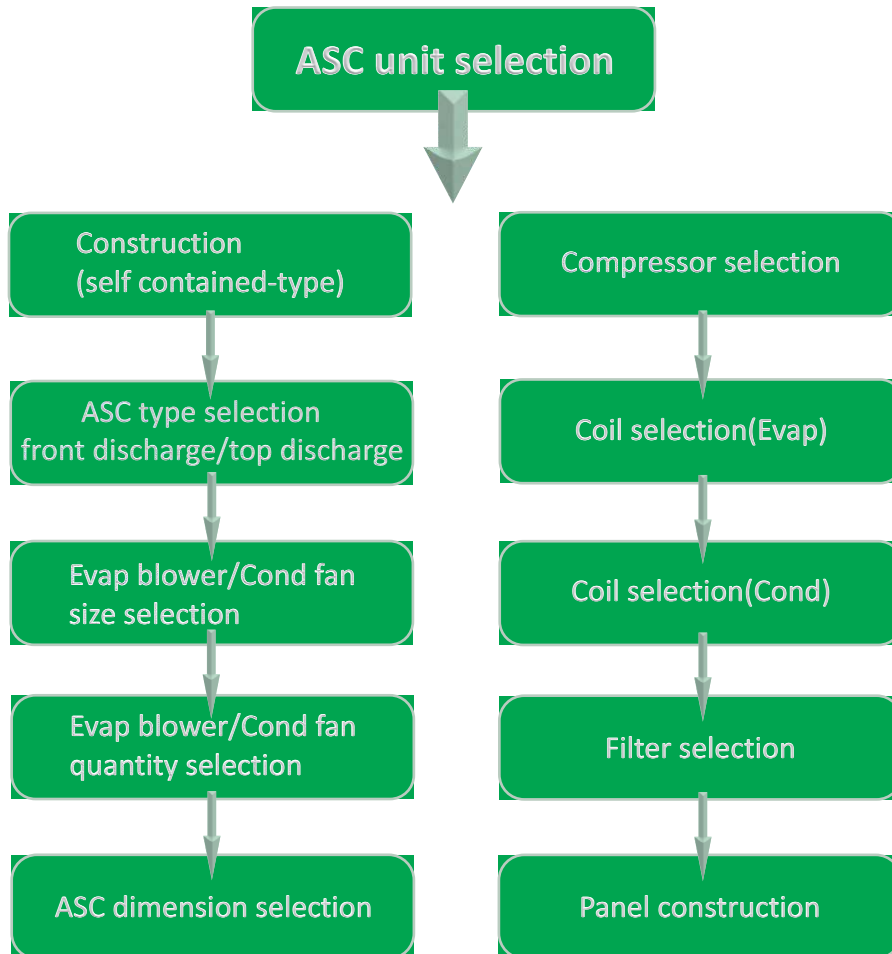 ASC unit selection
Construction
(self contained-type)
ASC type selection
front discharge/top discharge
Evap blower/Cond fan
size selection
Evap blower/Cond fan
quantity selection
ASC dimension selection
Compressor selection
Coil selection(Evap)
Coil selection(Cond)
Filter selection
Panel construction